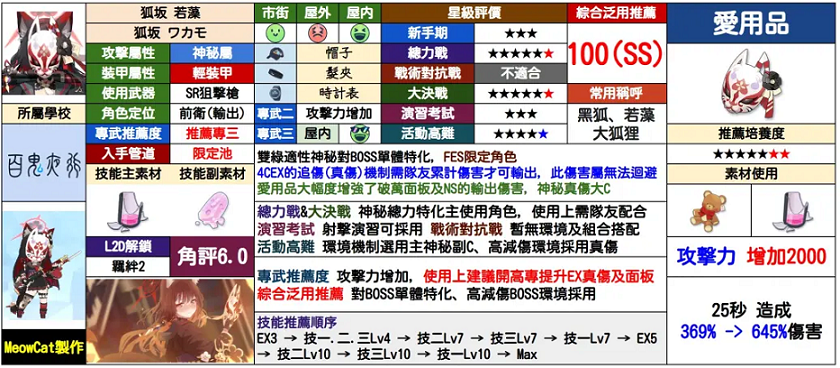 狐坂 若藻
狐坂 ワカモ
攻擊屬性 神秘屬
裝甲屬性 輕裝甲
使用武器 SR狙擊槍
角色定位 前衛(輸出)
專武推薦度 推薦專三
入手管道 限定池
技能主素材 技能副素材
L2D解鎖
羈絆2
角評6.0
所屬學校
百鬼夜行
MeowCat製作
市街 屋外 屋內
帽子
髮夾
時計表
專武二 攻擊力增加
專武三 屋內
星級評價
新手期 ★★★
總力戰 ★★★★★★
戰術對抗戰 不適合
大決戰 ★★★★★★
演習考試 ★★★
活動高難 ★★★★★
綜合泛用推薦
100(SS)
常用稱呼
黑狐、若藻
大狐狸
雙綠適性神秘對BOSS單體特化, FES限定角色
4CEX的追傷(真傷)機制需隊友累計傷害才可輸出, 此傷害屬無法迴避
愛用品大幅度增強了破萬面板及NS的輸出傷害, 神秘真傷大C
總力戰&大決戰 神秘總力特化主使用角色, 使用上需隊友配合
演習考試 射擊演習可採用 戰術對抗戰 暫無環境及組合搭配
活動高難 環境機制選用主神秘副C、高減傷環境採用真傷
專武推薦度 攻擊力增加, 使用上建議開高專提升EX真傷及面板
綜合泛用推薦 對BOSS單體特化、高減傷BOSS環境採用
技能推薦順序
EX3 → 技一.二.三Lv4 → 技二Lv7 → 技三Lv7 → 技一Lv7 → EX5
→ 技二Lv10 → 技三Lv10 → 技一Lv10 → Max
愛用品
推薦培養度
★★★★★★★
素材使用
攻擊力 增加2000
25秒 造成
369% -> 645%傷害